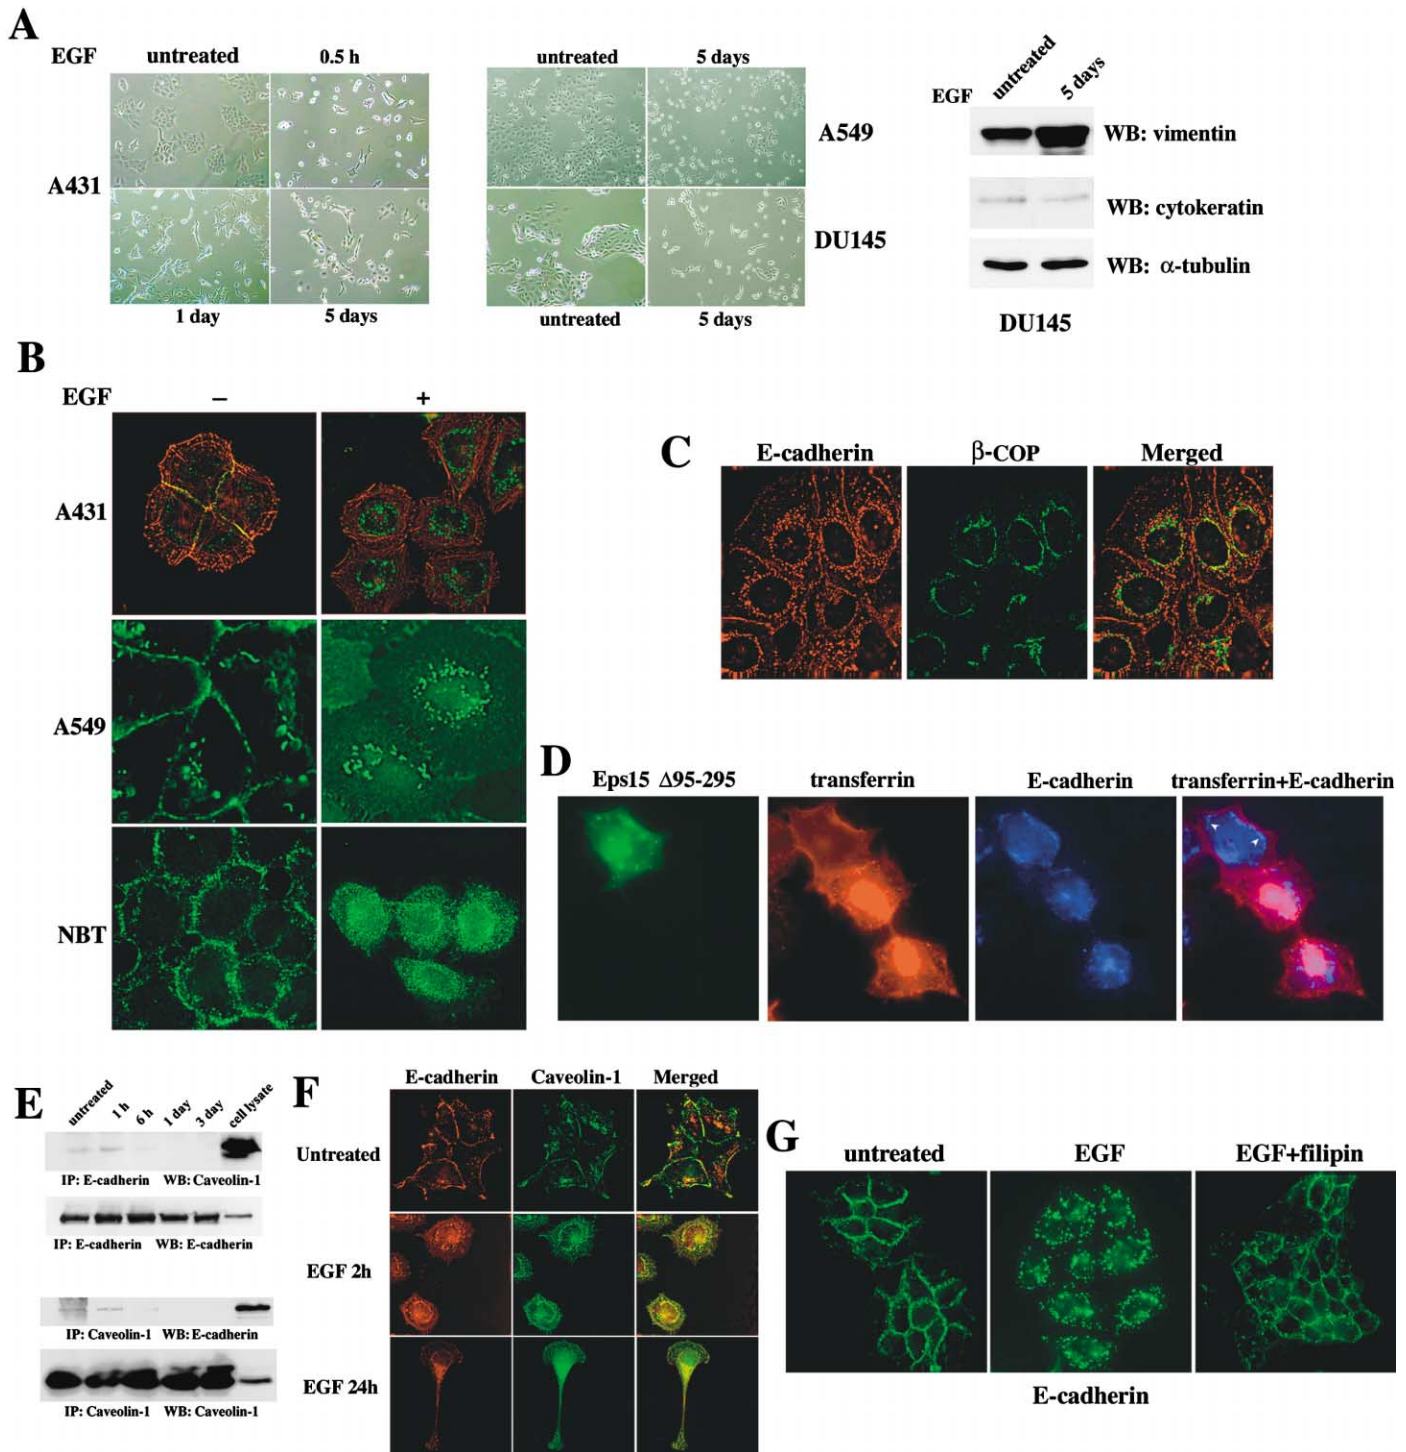 A
EGF untreated 0.5 h
A431
1 day 5 days
untreated 5 days
A549
DU145
untreated 5 days
EGF untreated 5 days
WB: vimentin
WB: cytokeratin
WB: α-tubulin
DU145
B
EGF – +
A431
A549
NBT
C
E-cadherin β-COP Merged
D
Eps15 Δ95-295 transferrin E-cadherin transferrin+E-cadherin
E
untreated 1 h 6 h 1 day 3 day cell lysate
IP: E-cadherin WB: Caveolin-1
IP: E-cadherin WB: E-cadherin
IP: Caveolin-1 WB: E-cadherin
IP: Caveolin-1 WB: Caveolin-1
F
E-cadherin Caveolin-1 Merged
Untreated
EGF 2h
EGF 24h
G
untreated EGF EGF+filipin
E-cadherin